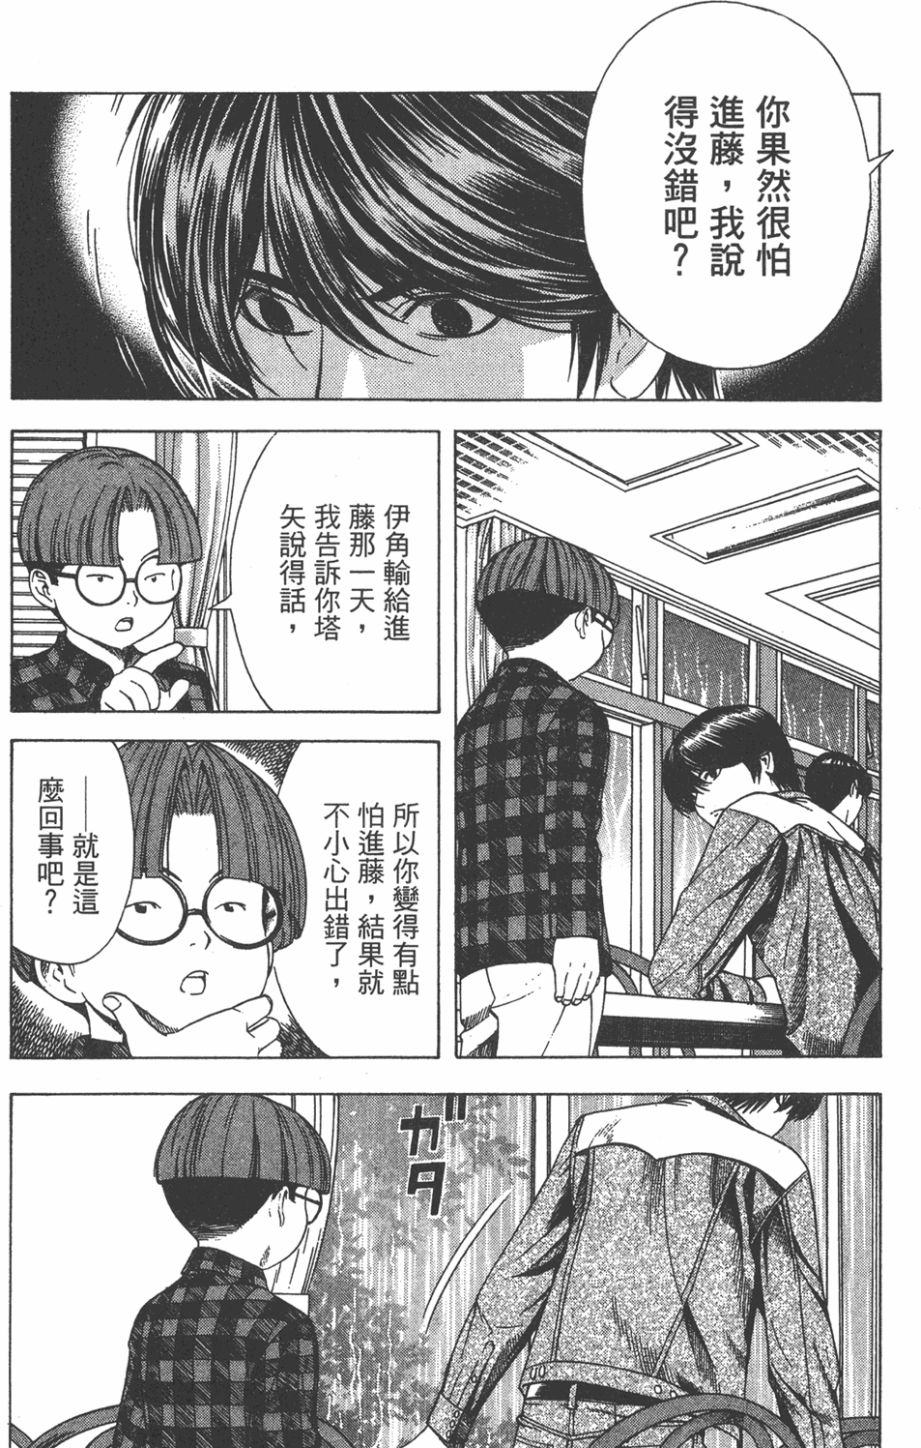 你果然很怕
進藤，我說
得沒錯吧？
伊角輸給進
藤那一天，
我告訴你塔
矢說得話，
所以你變得有點
怕進藤，結果就
不小心出錯了，
——就是這
麼回事吧？
ガタ